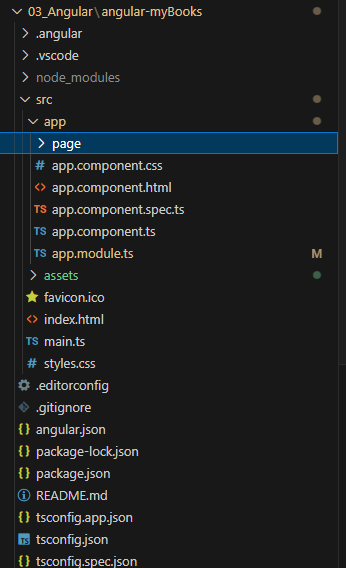 03_Angular\angular-myBooks
.angular
.vscode
node_modules
src
app
page
# app.component.css
<> app.component.html
TS app.component.spec.ts
TS app.component.ts
TS app.module.ts M
assets
favicon.ico
<> index.html
TS main.ts
# styles.css
.editorconfig
.gitignore
{} angular.json
{} package-lock.json
{} package.json
README.md
{} tsconfig.app.json
TS tsconfig.json
{} tsconfig.spec.json